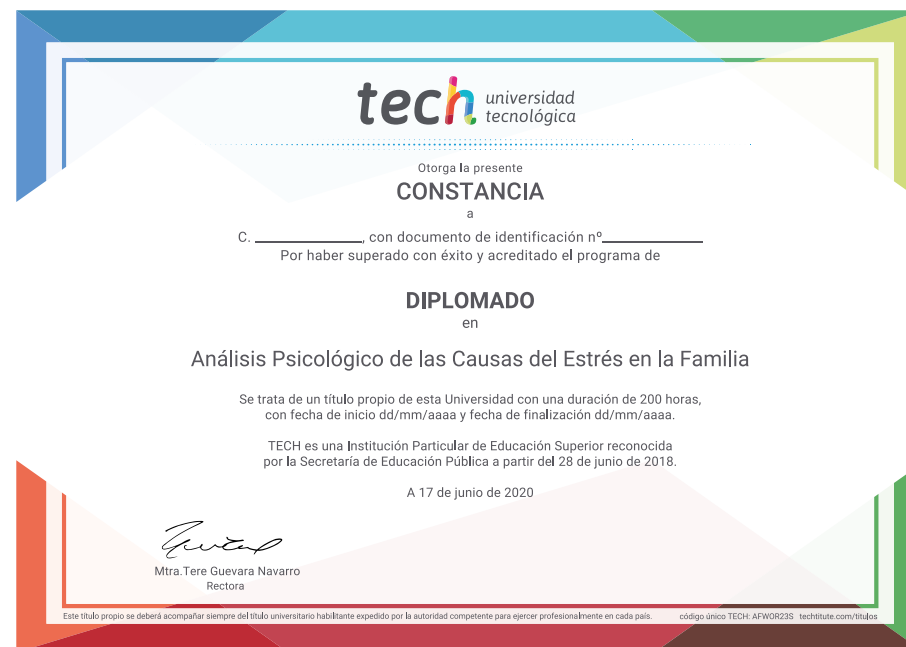 tech universidad
tecnológica
Otorga la presente
CONSTANCIA
a
C. ____________, con documento de identificación nº____________
Por haber superado con éxito y acreditado el programa de
DIPLOMADO
en
Análisis Psicológico de las Causas del Estrés en la Familia
Se trata de un título propio de esta Universidad con una duración de 200 horas,
con fecha de inicio dd/mm/aaaa y fecha de finalización dd/mm/aaaa.
TECH es una Institución Particular de Educación Superior reconocida
por la Secretaría de Educación Pública a partir del 28 de junio de 2018.
A 17 de junio de 2020
Mtra.Tere Guevara Navarro
Rectora
Este título propio se deberá acompañar siempre del título universitario habilitante expedido por la autoridad competente para ejercer profesionalmente en cada país. código único TECH: AFWOR23S techtitute.com/titulos